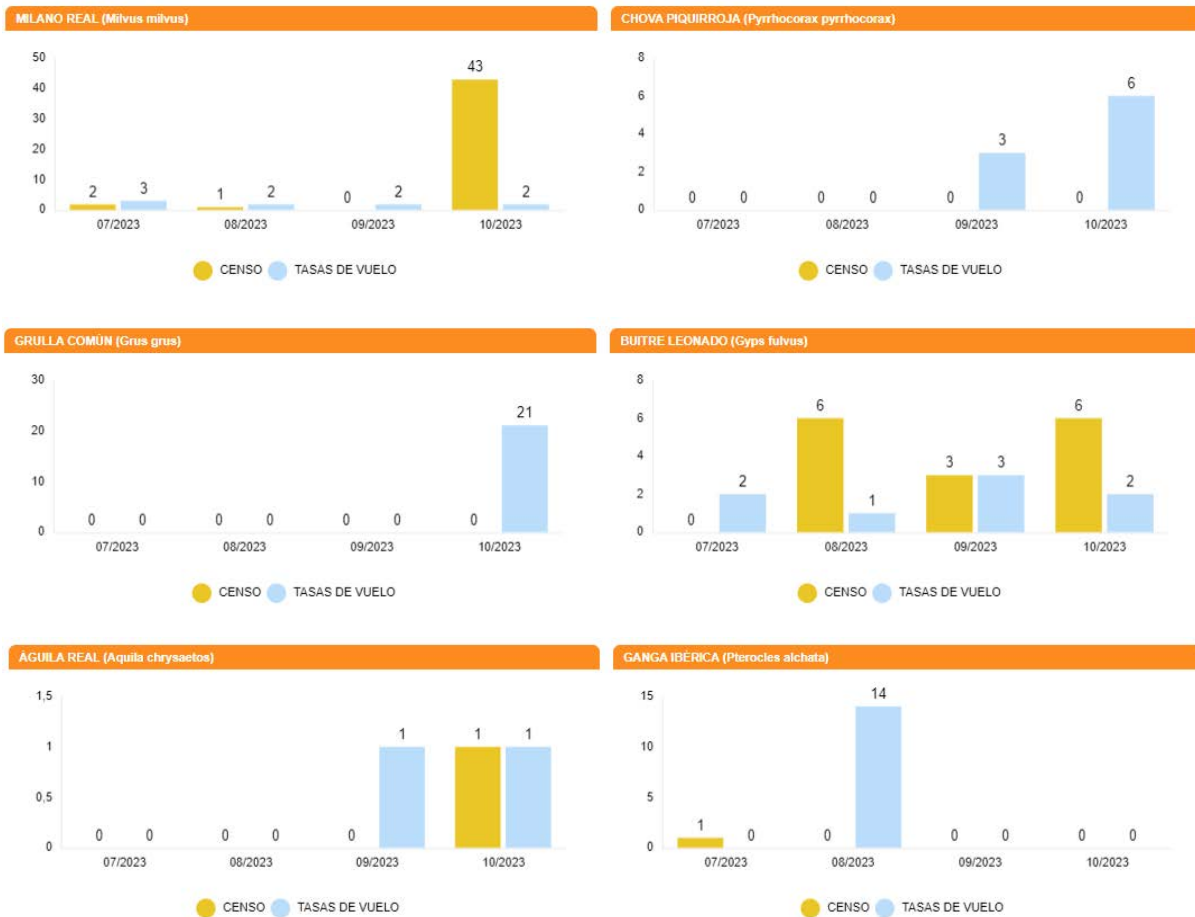 MILANO REAL (Milvus milvus)
50
40
30
20
10
0
2 3 1 2 0 2 43 2
07/2023 08/2023 09/2023 10/2023
CENSO TASAS DE VUELO
CHOVA PIQUIRROJA (Pyrrhocorax pyrrhocorax)
8
6
4
2
0
0 0 0 0 0 3 0 6
07/2023 08/2023 09/2023 10/2023
CENSO TASAS DE VUELO
GRULLA COMÚN (Grus grus)
30
20
10
0
0 0 0 0 0 0 0 21
07/2023 08/2023 09/2023 10/2023
CENSO TASAS DE VUELO
BUITRE LEONADO (Gyps fulvus)
8
6
4
2
0
0 2 6 1 3 3 6 2
07/2023 08/2023 09/2023 10/2023
CENSO TASAS DE VUELO
ÁGUILA REAL (Aquila chrysaetos)
1,5
1
0,5
0
0 0 0 0 0 1 1 1
07/2023 08/2023 09/2023 10/2023
CENSO TASAS DE VUELO
GANGA IBÉRICA (Pterocles alchata)
15
10
5
0
1 0 0 14 0 0 0 0
07/2023 08/2023 09/2023 10/2023
CENSO TASAS DE VUELO